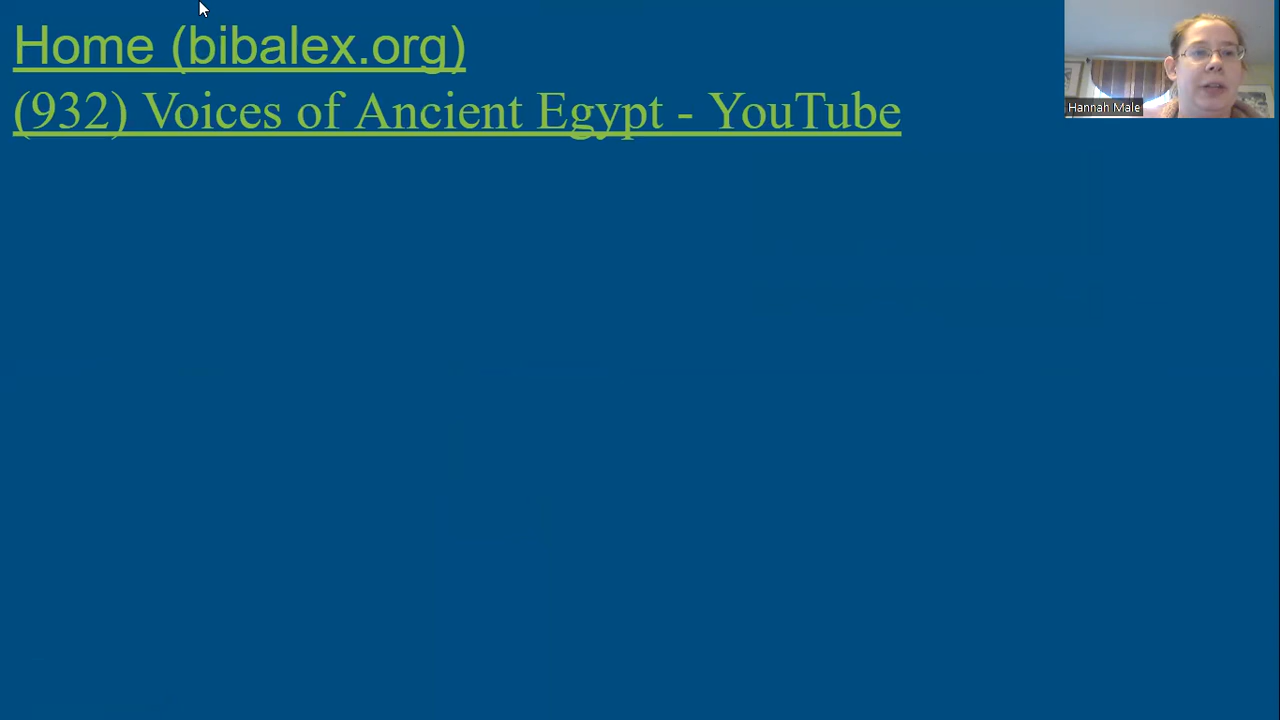 Home (bibalex.org)
(932) Voices of Ancient Egypt - YouTube
Hannah Male